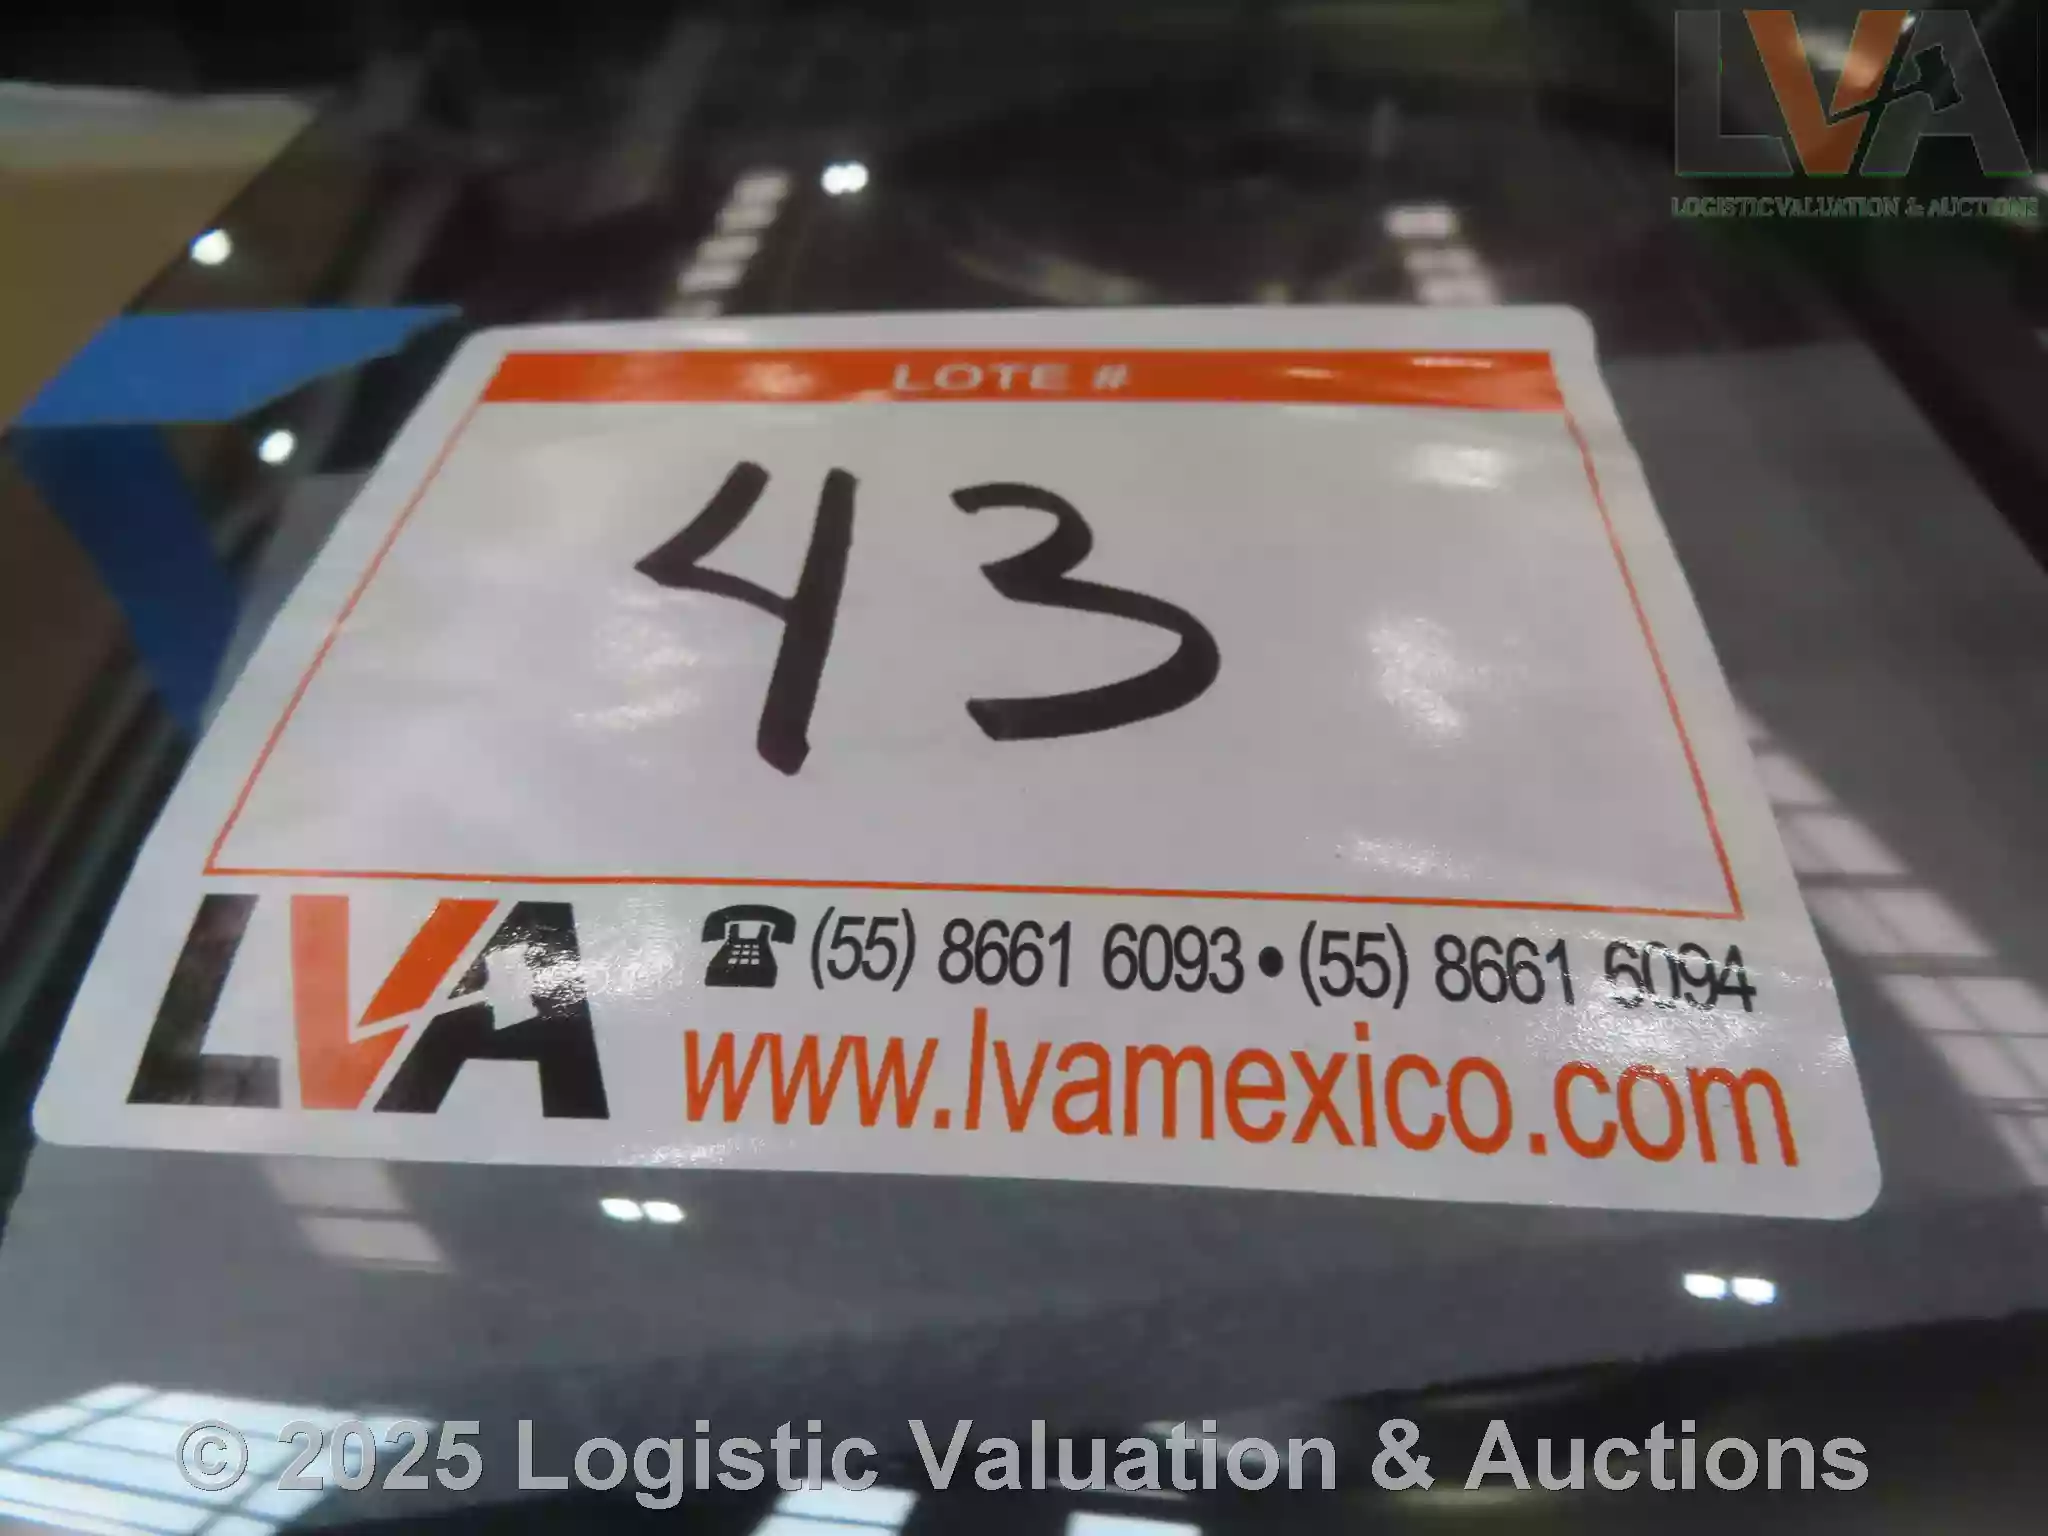 LVA
LOGISTIC VALUATION & AUCTIONS
LOTE #
43
LVA
(55) 8661 6093 • (55) 8661 6094
www.lvamexico.com
© 2025 Logistic Valuation & Auctions